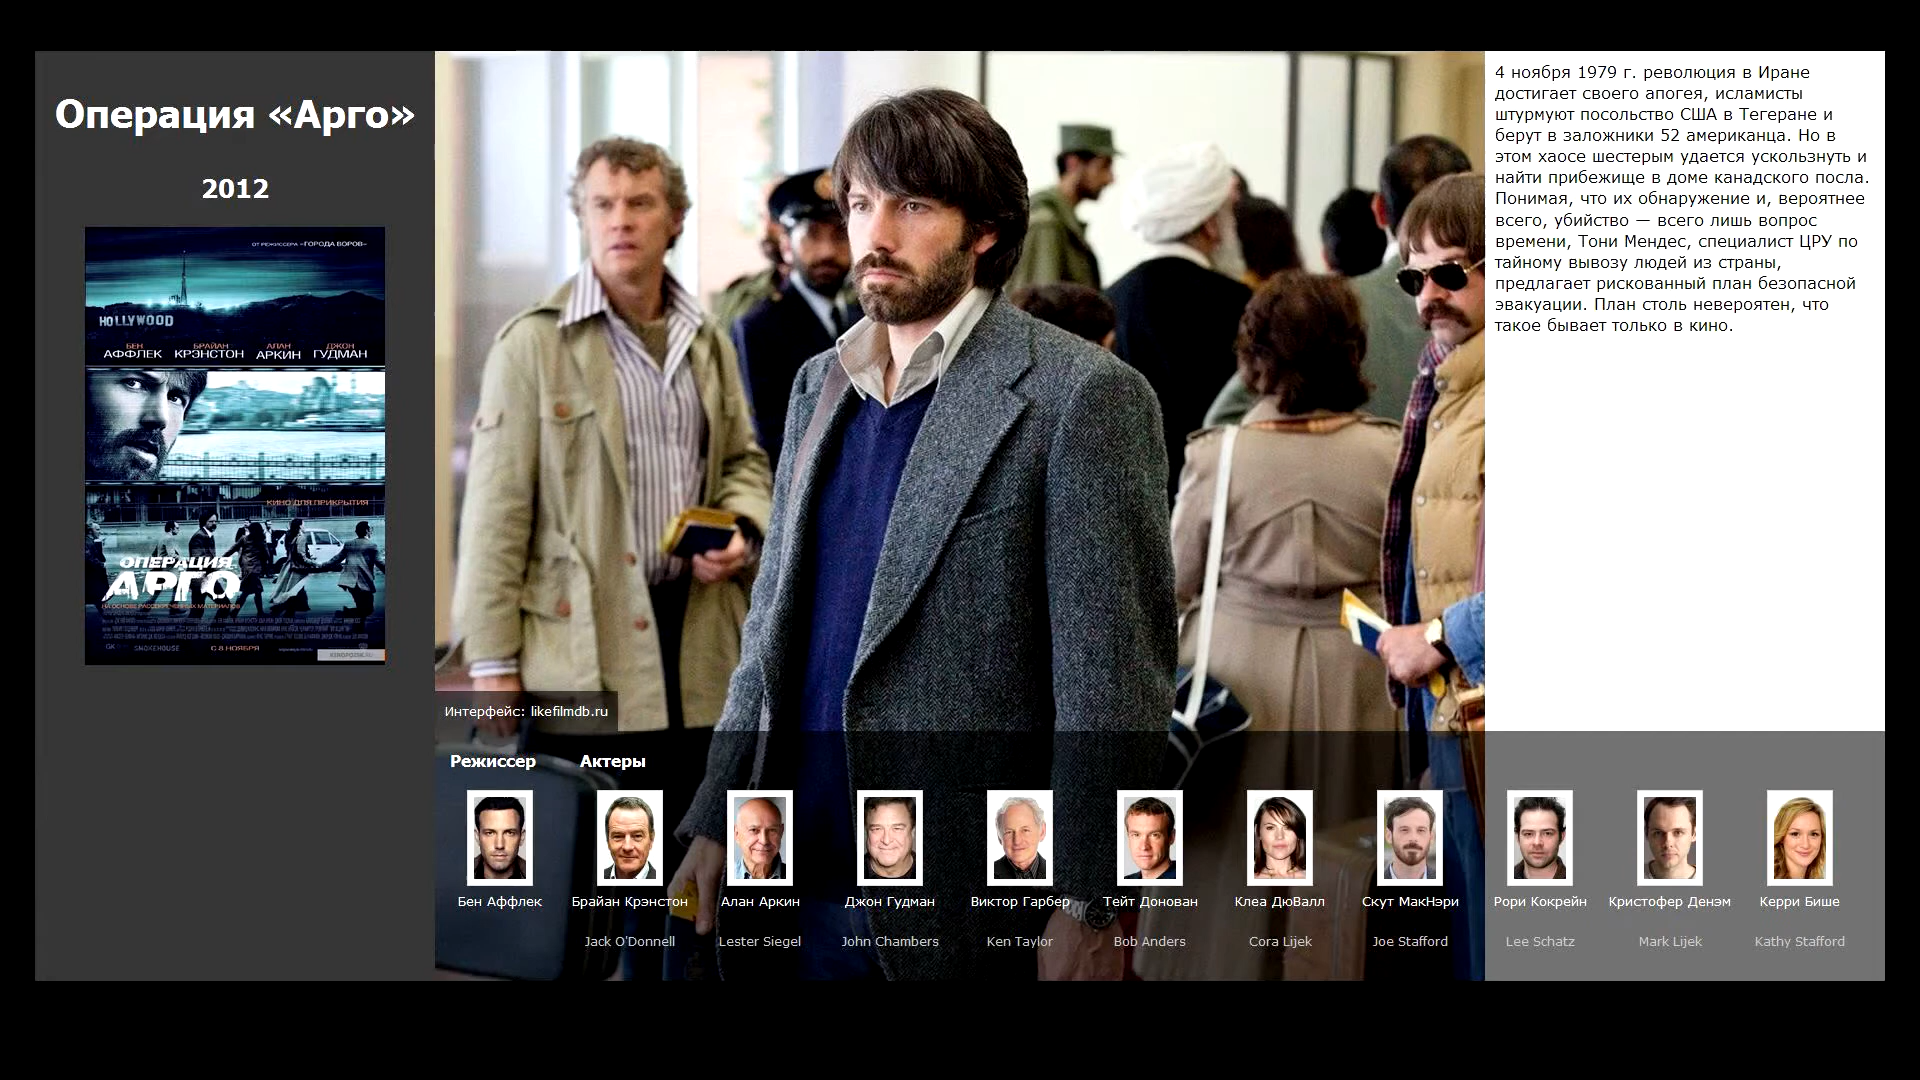 Операция «Арго»
2012
ОТ РЕЖИССЕРА «ГОРОДА ВОРОВ»
HOLLYWOOD
БЕН АФФЛЕК
БРАЙАН КРЭНСТОН
АЛАН АРКИН
ДЖОН ГУДМАН
КИНО ДЛЯ ПРИКРЫТИЯ
ОПЕРАЦИЯ
АРГО
НА ОСНОВЕ РАССЕКРЕЧЕННЫХ МАТЕРИАЛОВ
GK SMOKEHOUSE С 8 НОЯБРЯ
KINOPOISK.RU
Интерфейс: likefilmdb.ru
4 ноября 1979 г. революция в Иране
достигает своего апогея, исламисты
штурмуют посольство США в Тегеране и
берут в заложники 52 американца. Но в
этом хаосе шестерым удается ускользнуть и
найти прибежище в доме канадского посла.
Понимая, что их обнаружение и, вероятнее
всего, убийство — всего лишь вопрос
времени, Тони Мендес, специалист ЦРУ по
тайному вывозу людей из страны,
предлагает рискованный план безопасной
эвакуации. План столь невероятен, что
такое бывает только в кино.
Режиссер Актеры
Бен Аффлек Брайан Крэнстон Алан Аркин Джон Гудман Виктор Гарбер Тейт Донован Клеа ДюВалл Скут МакНэри Рори Кокрейн Кристофер Денэм Керри Бише
Jack O'Donnell Lester Siegel John Chambers Ken Taylor Bob Anders Cora Lijek Joe Stafford Lee Schatz Mark Lijek Kathy Stafford